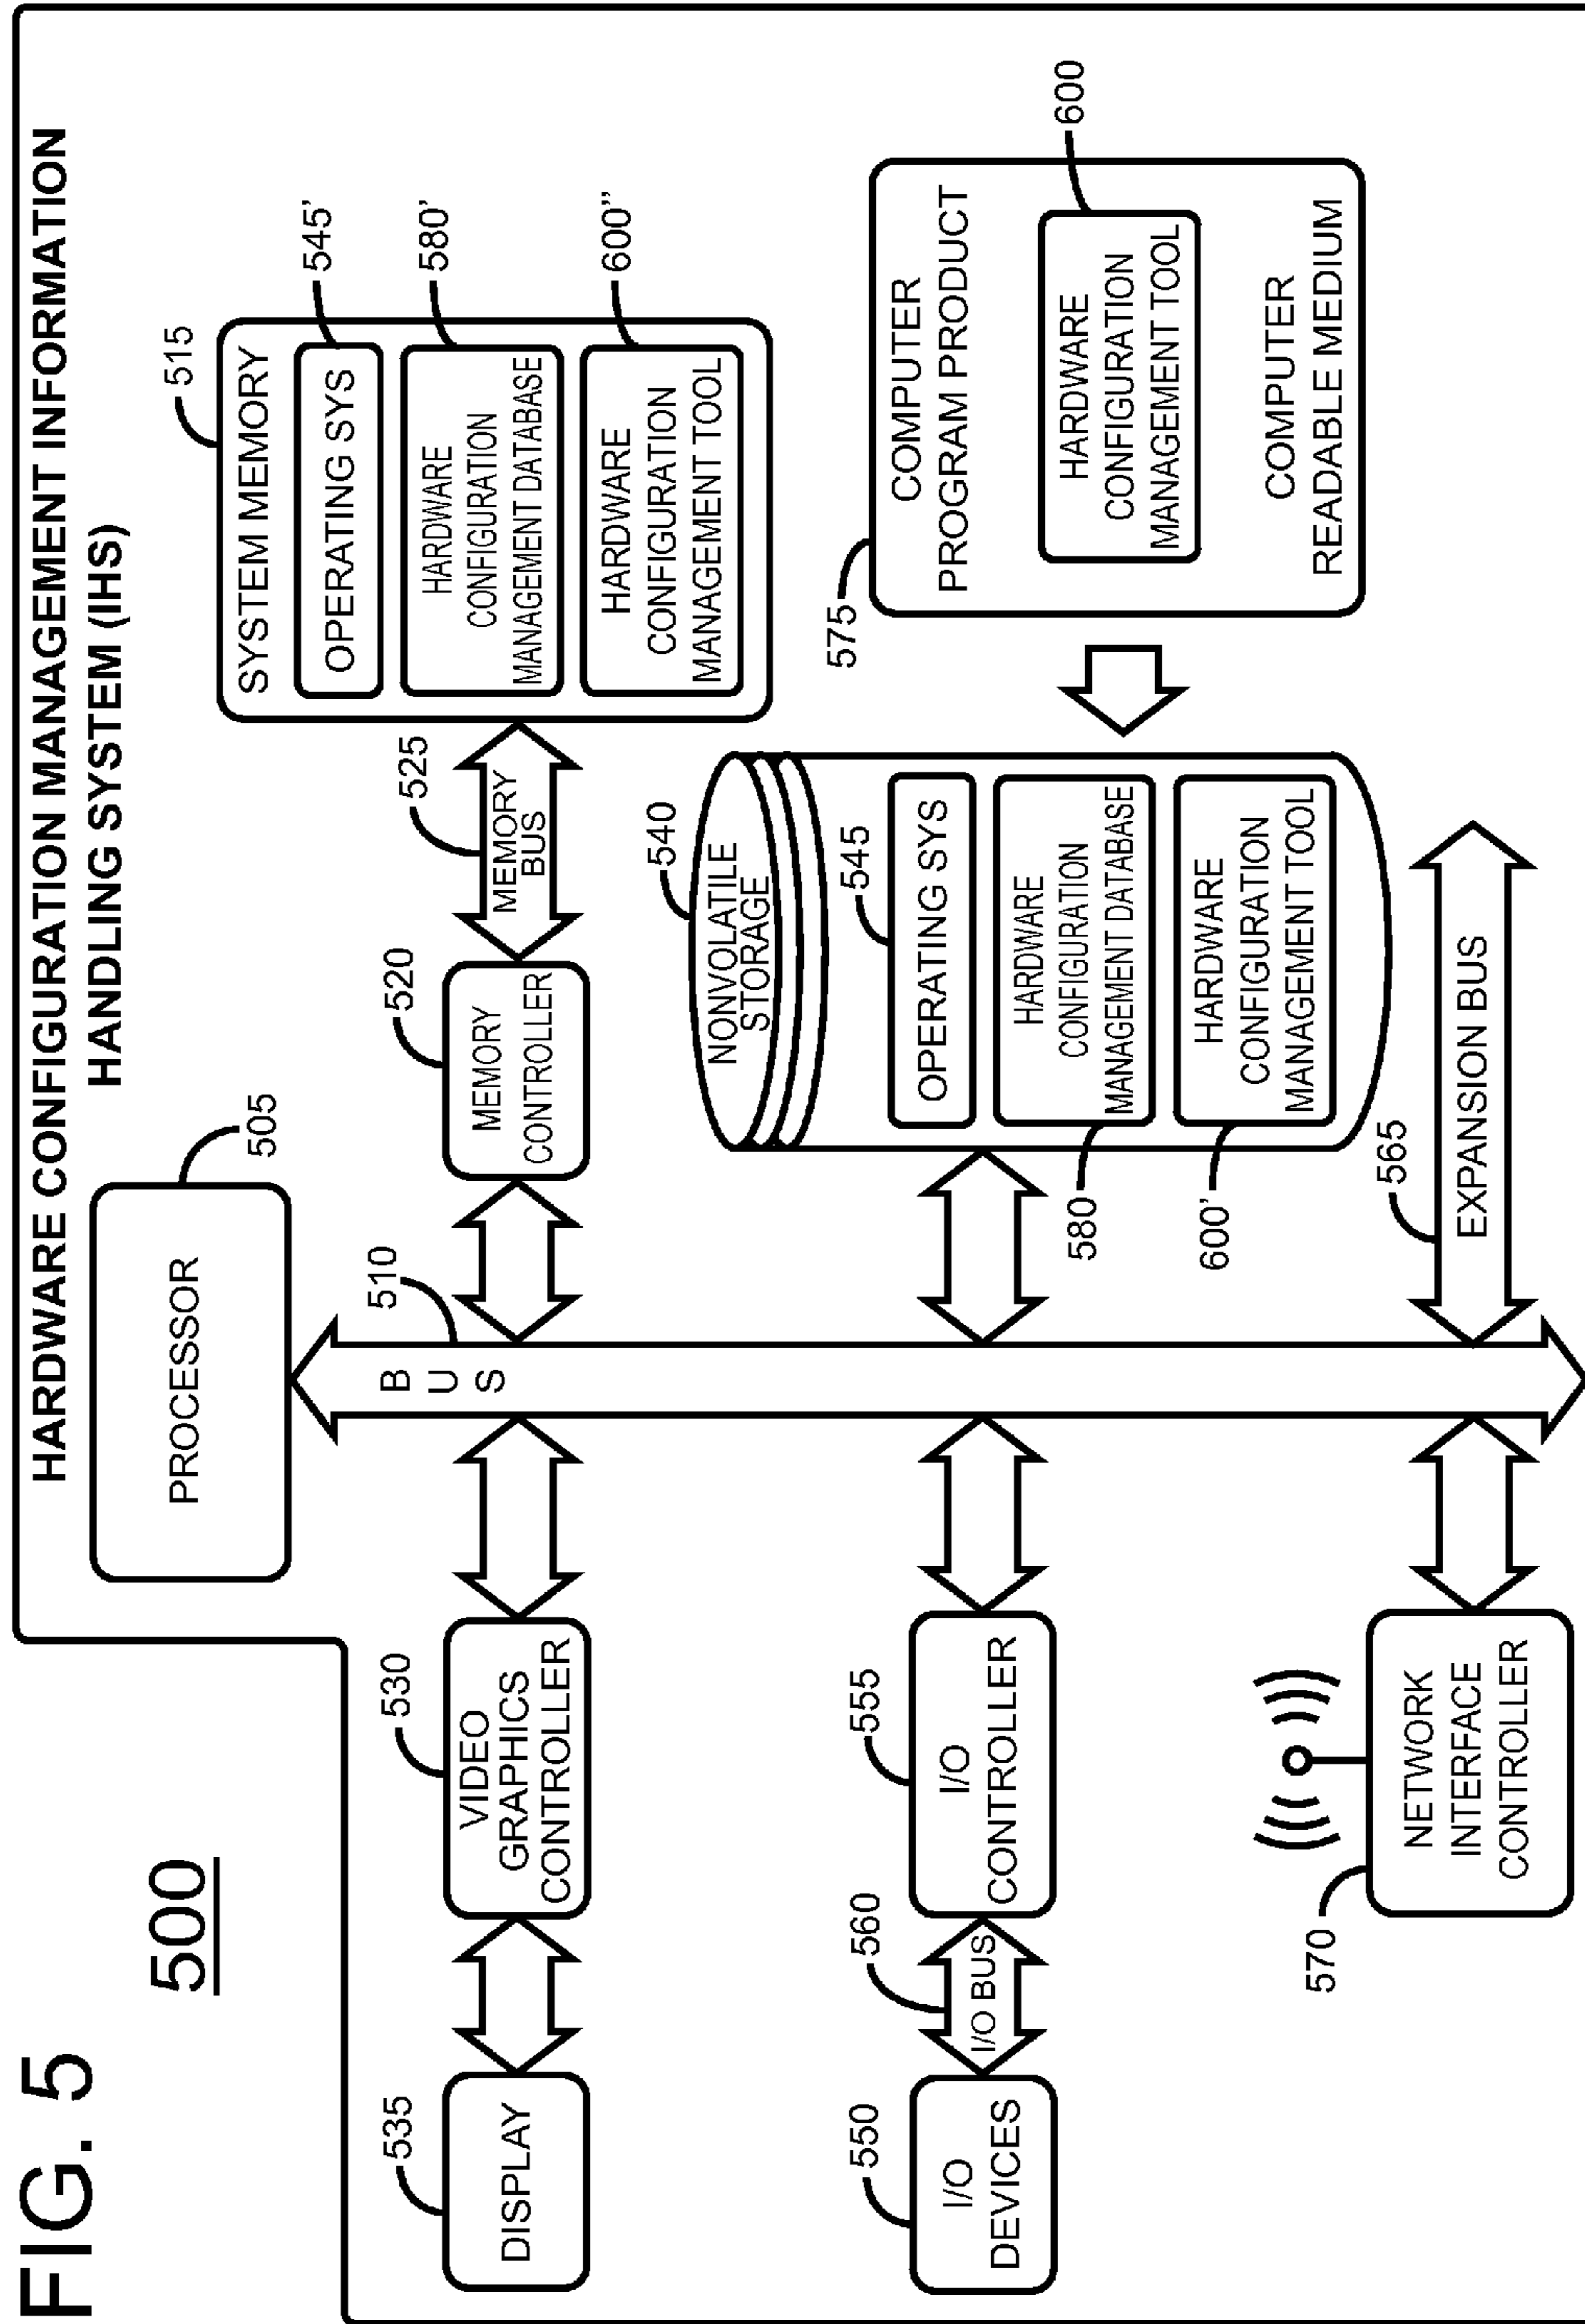 FIG. 5
500
HARDWARE CONFIGURATION MANAGEMENT INFORMATION
HANDLING SYSTEM (IHS)
PROCESSOR
505
B
U
S
510
515
SYSTEM MEMORY
OPERATING SYS
545'
HARDWARE
CONFIGURATION
MANAGEMENT DATABASE
580'
HARDWARE
CONFIGURATION
MANAGEMENT TOOL
600"
525
MEMORY
BUS
520
MEMORY
CONTROLLER
530
VIDEO
GRAPHICS
CONTROLLER
535
DISPLAY
540
NONVOLATILE
STORAGE
545
OPERATING SYS
HARDWARE
CONFIGURATION
MANAGEMENT DATABASE
580
HARDWARE
CONFIGURATION
MANAGEMENT TOOL
600'
575
COMPUTER
PROGRAM PRODUCT
HARDWARE
CONFIGURATION
MANAGEMENT TOOL
600
COMPUTER
READABLE MEDIUM
550
I/O
DEVICES
560
I/O BUS
555
I/O
CONTROLLER
565
EXPANSION BUS
570
NETWORK
INTERFACE
CONTROLLER